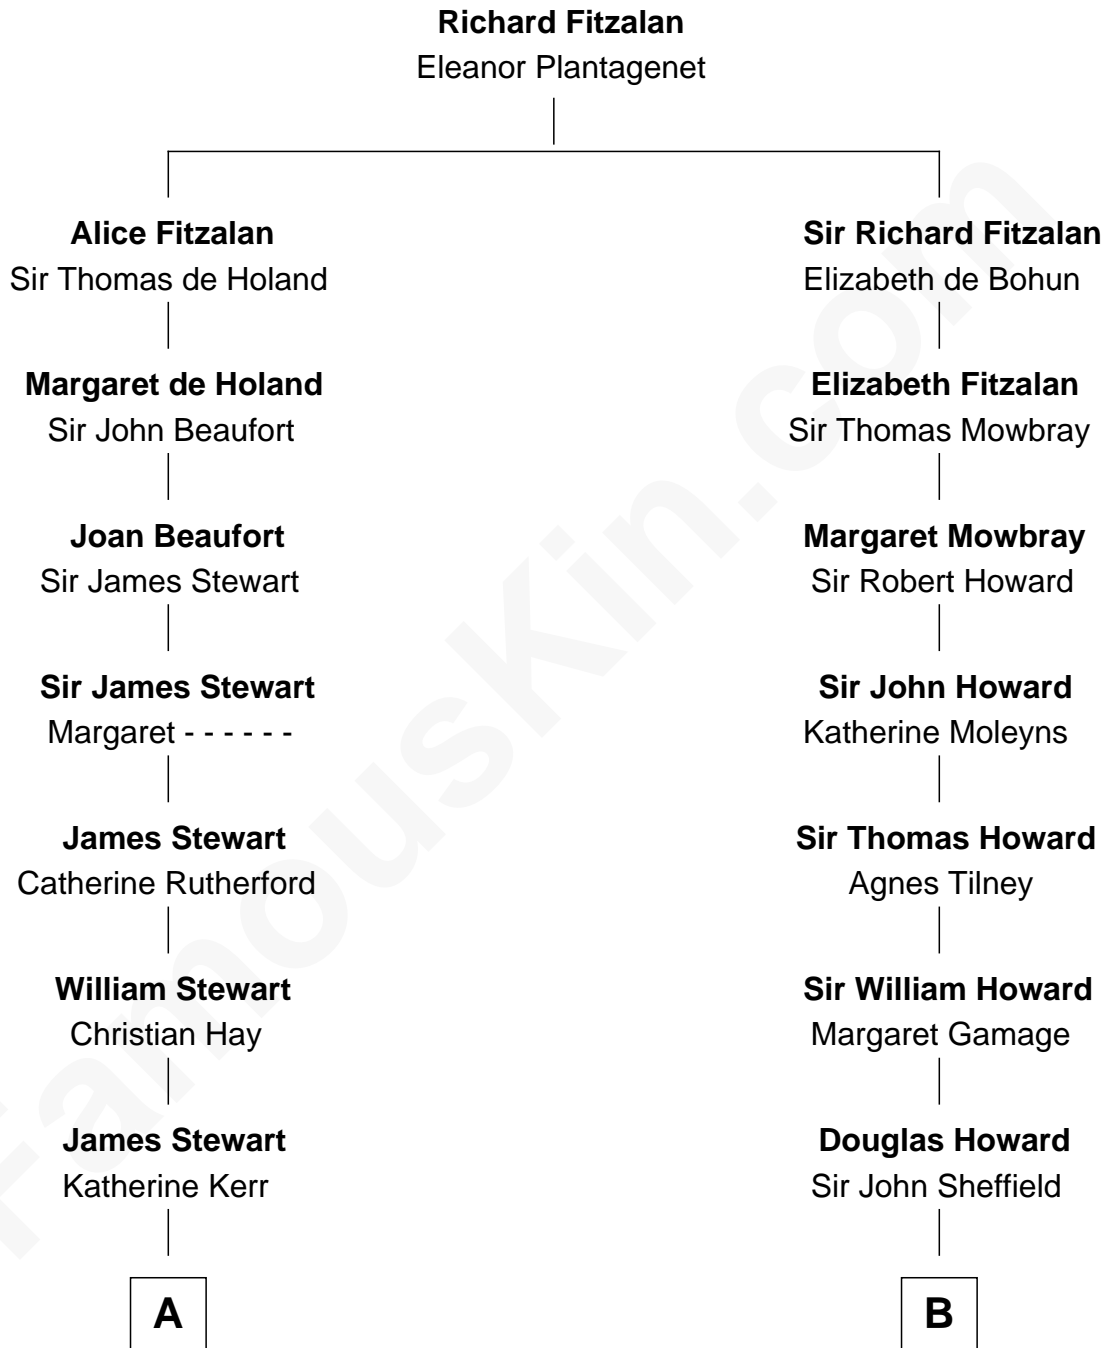 Richard Fitzalan
Eleanor Plantagenet
Alice Fitzalan
Sir Thomas de Holand
Margaret de Holand
Sir John Beaufort
Joan Beaufort
Sir James Stewart
Sir James Stewart
Margaret - - - - - -
James Stewart
Catherine Rutherford
William Stewart
Christian Hay
James Stewart
Katherine Kerr
A
Sir Richard Fitzalan
Elizabeth de Bohun
Elizabeth Fitzalan
Sir Thomas Mowbray
Margaret Mowbray
Sir Robert Howard
Sir John Howard
Katherine Moleyns
Sir Thomas Howard
Agnes Tilney
Sir William Howard
Margaret Gamage
Douglas Howard
Sir John Sheffield
B
FamousKin.com